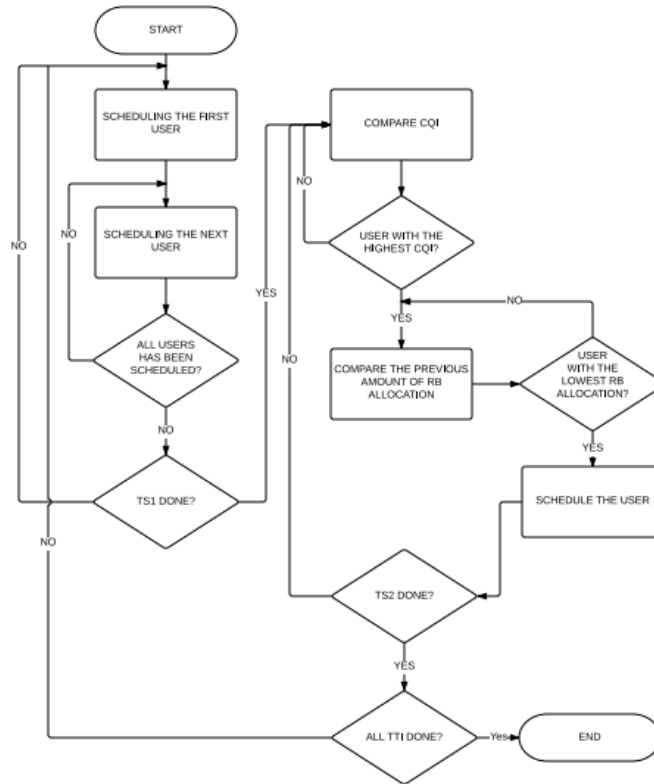 START
SCHEDULING THE FIRST
USER
NO
NO
SCHEDULING THE NEXT
USER
ALL USERS
HAS BEEN
SCHEDULED?
NO
TS1 DONE?
YES
NO
COMPARE CQI
NO
USER WITH THE
HIGHEST CQI?
YES
NO
COMPARE THE PREVIOUS
AMOUNT OF RB
ALLOCATION
USER
WITH THE
LOWEST RB
ALLOCATION?
YES
SCHEDULE THE USER
NO
TS2 DONE?
YES
ALL TTI DONE?
Yes
END